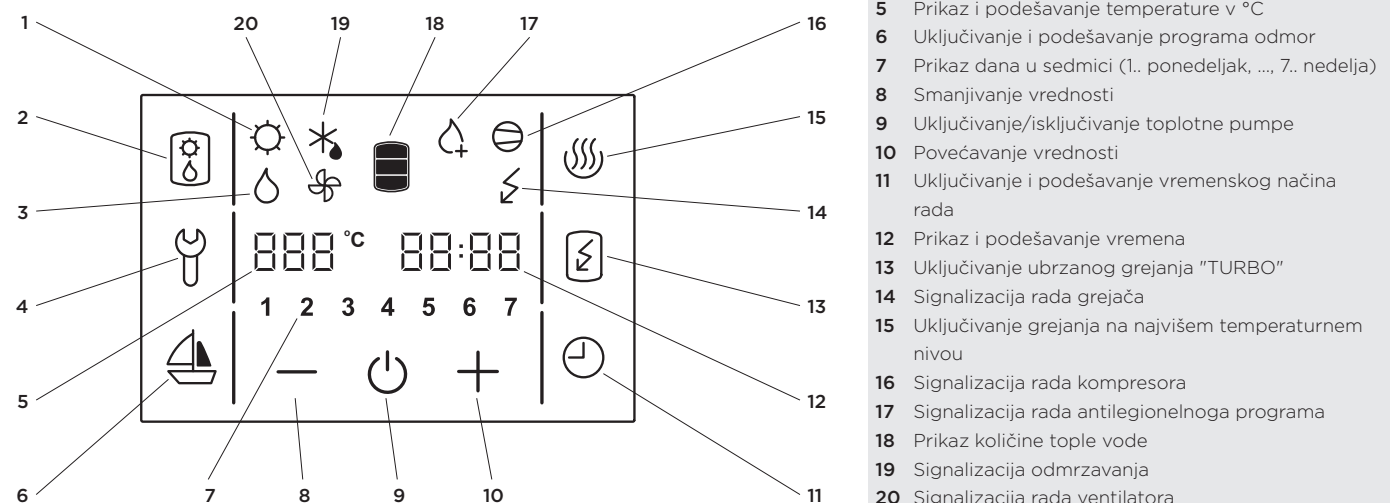 1
20
19
18
17
16
2
15
3
14
888 °C 88:88
4
1 2 3 4 5 6 7
13
5
12
6
7
8
9
10
11
5 Prikaz i podešavanje temperature v °C
6 Uključivanje i podešavanje programa odmor
7 Prikaz dana u sedmici (1.. ponedeljak, ..., 7.. nedelja)
8 Smanjivanje vrednosti
9 Uključivanje/isključivanje toplotne pumpe
10 Povećavanje vrednosti
11 Uključivanje i podešavanje vremenskog načina
rada
12 Prikaz i podešavanje vremena
13 Uključivanje ubrzanog grejanja "TURBO"
14 Signalizacija rada grejača
15 Uključivanje grejanja na najvišem temperaturnem
nivou
16 Signalizacija rada kompresora
17 Signalizacija rada antilegionelnoga programa
18 Prikaz količine tople vode
19 Signalizacija odmrzavanja
20 Signalizacija rada ventilatora